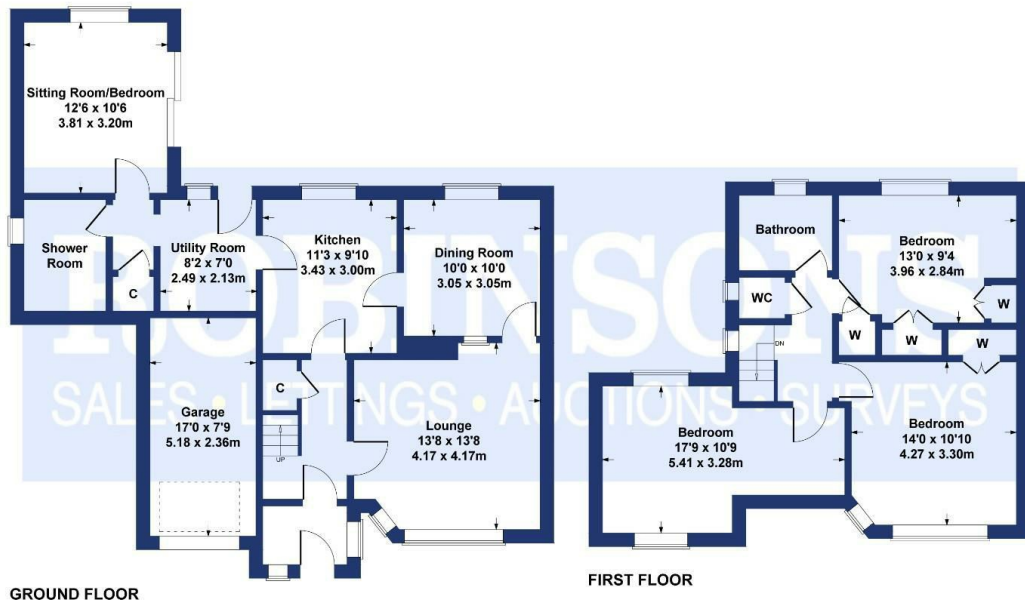 Sitting Room/Bedroom
12'6 x 10'6
3.81 x 3.20m
Shower
Room
C
Utility Room
8'2 x 7'0
2.49 x 2.13m
Kitchen
11'3 x 9'10
3.43 x 3.00m
Dining Room
10'0 x 10'0
3.05 x 3.05m
C
UP
Garage
17'0 x 7'9
5.18 x 2.36m
Lounge
13'8 x 13'8
4.17 x 4.17m
GROUND FLOOR
Bathroom
Bedroom
13'0 x 9'4
3.96 x 2.84m
WC
W
W
W
W
DN
Bedroom
17'9 x 10'9
5.41 x 3.28m
Bedroom
14'0 x 10'10
4.27 x 3.30m
FIRST FLOOR
ROBINSONS
SALES • LETTINGS • AUCTIONS • SURVEYS